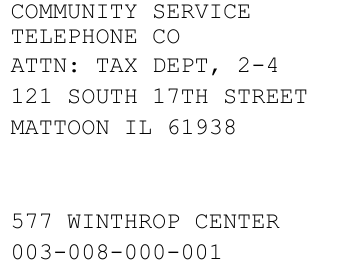 COMMUNITY SERVICE
TELEPHONE CO
ATTN: TAX DEPT, 2-4
121 SOUTH 17TH STREET
MATTOON IL 61938
577 WINTHROP CENTER
003-008-000-001